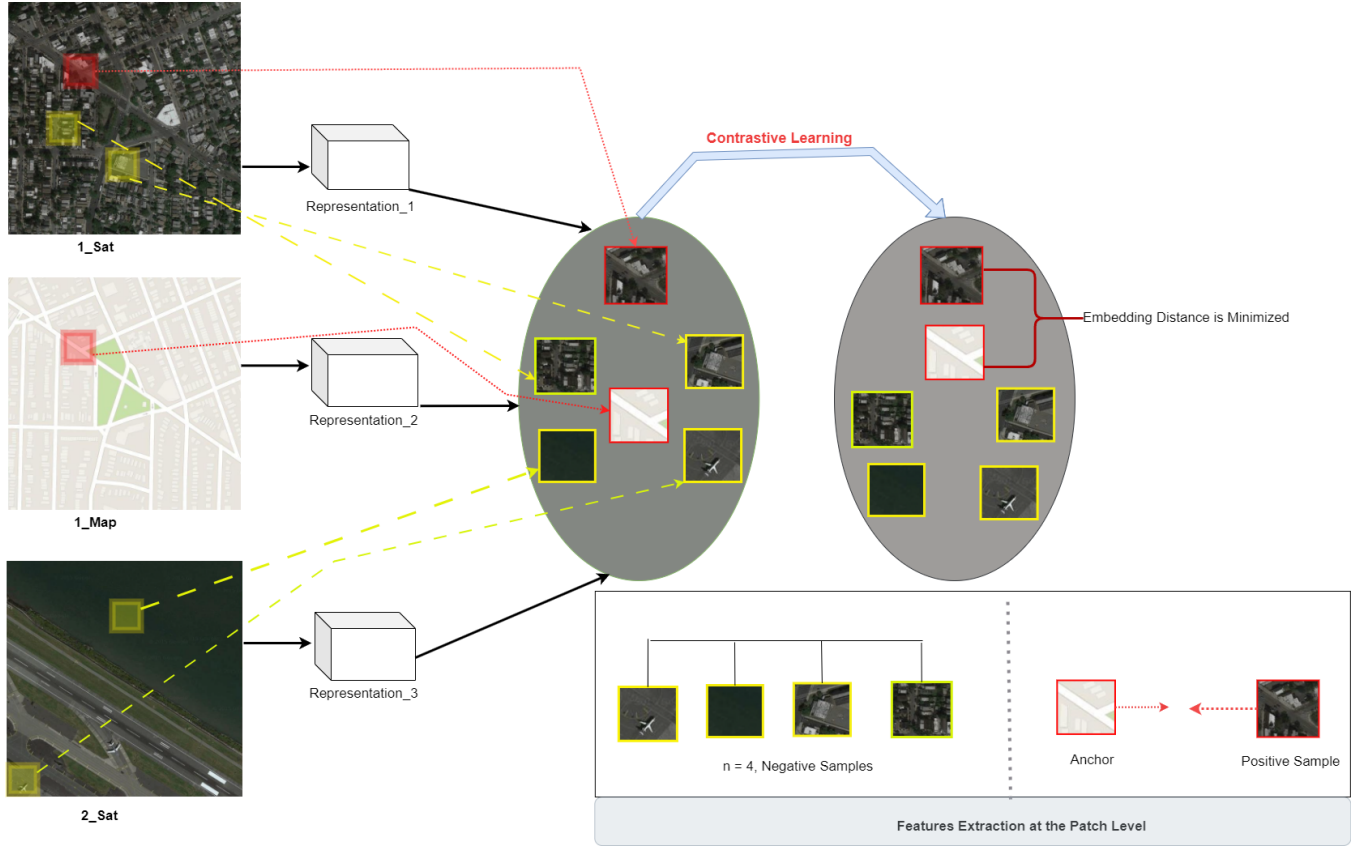 Contrastive Learning
Representation_1
1_Sat
Embedding Distance is Minimized
Representation_2
1_Map
Representation_3
2_Sat
n = 4, Negative Samples
Anchor
Positive Sample
Features Extraction at the Patch Level